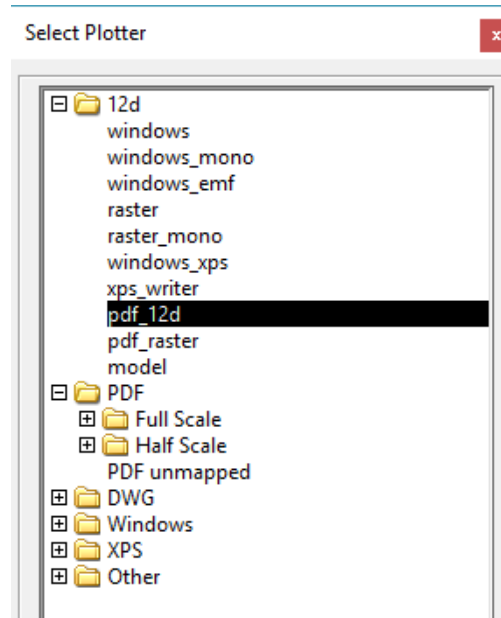 Select Plotter
x
12d
windows
windows_mono
windows_emf
raster
raster_mono
windows_xps
xps_writer
pdf_12d
pdf_raster
model
PDF
Full Scale
Half Scale
PDF unmapped
DWG
Windows
XPS
Other